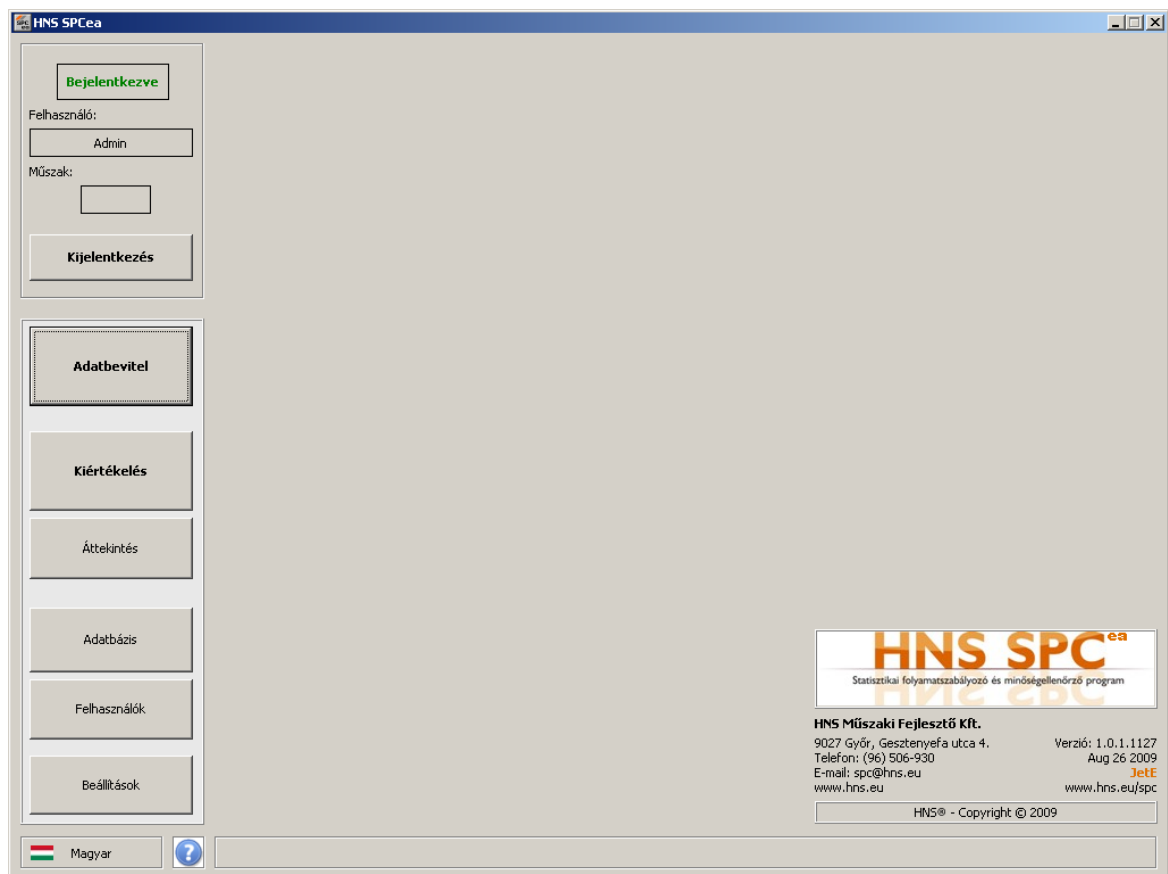 HNS SPCea
Bejelentkezve
Felhasználó:
Admin
Műszak:
Kijelentkezés
Adatbevitel
Kiértékelés
Áttekintés
Adatbázis
Felhasználók
Beállítások
Magyar
HNS SPC ea
Statisztikai folyamatszabályozó és minőségellenőrző program
HNS Műszaki Fejlesztő Kft.
9027 Győr, Gesztenyefa utca 4. Verzió: 1.0.1.1127
Telefon: (96) 506-930 Aug 26 2009
E-mail: spc@hns.eu JetE
www.hns.eu www.hns.eu/spc
HNS® - Copyright © 2009